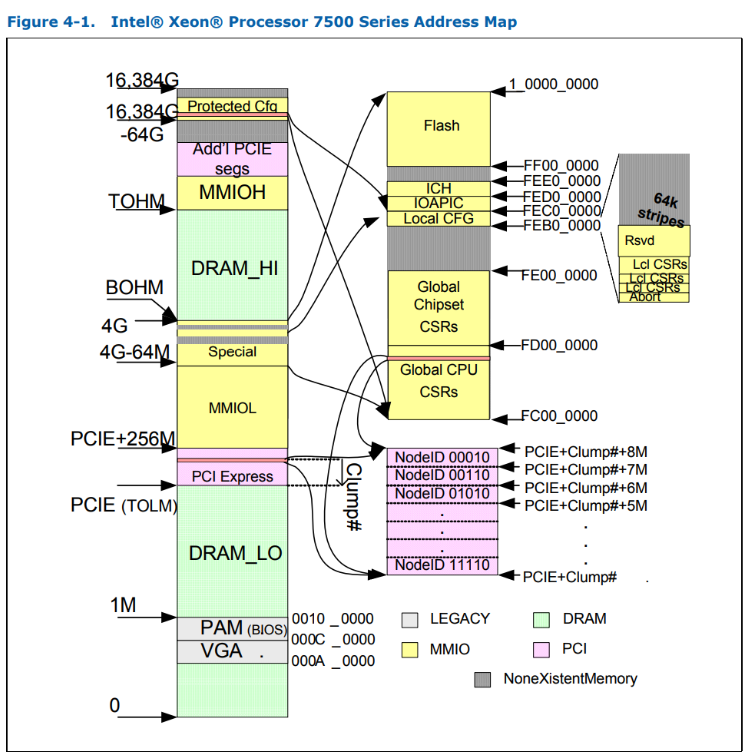 Figure 4-1. Intel® Xeon® Processor 7500 Series Address Map
16,384G
16,384G
-64G
TOHM
BOHM
4G
4G-64M
PCIE+256M
PCIE (TOLM)
1M
0
Protected Cfg
Add'l PCIE
segs
MMIOH
DRAM_HI
Special
MMIOL
PCI Express
DRAM_LO
PAM (BIOS)
VGA .
0010 _0000
000C _0000
000A _0000
Clump#
Flash
ICH
IOAPIC
Local CFG
Global
Chipset
CSRs
Global CPU
CSRs
1_0000_0000
FF00_0000
FEE0_0000
FED0_0000
FEC0_0000
FEB0_0000
FE00_0000
FD00_0000
FC00_0000
64k
stripes
Rsvd
Lcl CSRs
Lcl CSRs
Lcl CSRs
Abort
NodeID 00010
NodeID 00110
NodeID 01010
.
.
.
NodeID 11110
PCIE+Clump#+8M
PCIE+Clump#+7M
PCIE+Clump#+6M
PCIE+Clump#+5M
.
.
PCIE+Clump# .
LEGACY
DRAM
MMIO
PCI
NoneXistentMemory